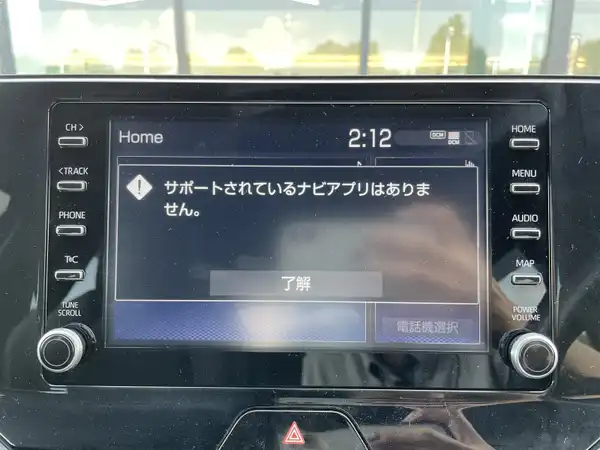 CH >
<TRACK
PHONE
T&C
TUNE
SCROLL
Home
2:12
DCM
サポートされているナビアプリはありま
せん。
了解
電話機選択
HOME
MENU
AUDIO
MAP
POWER
VOLUME